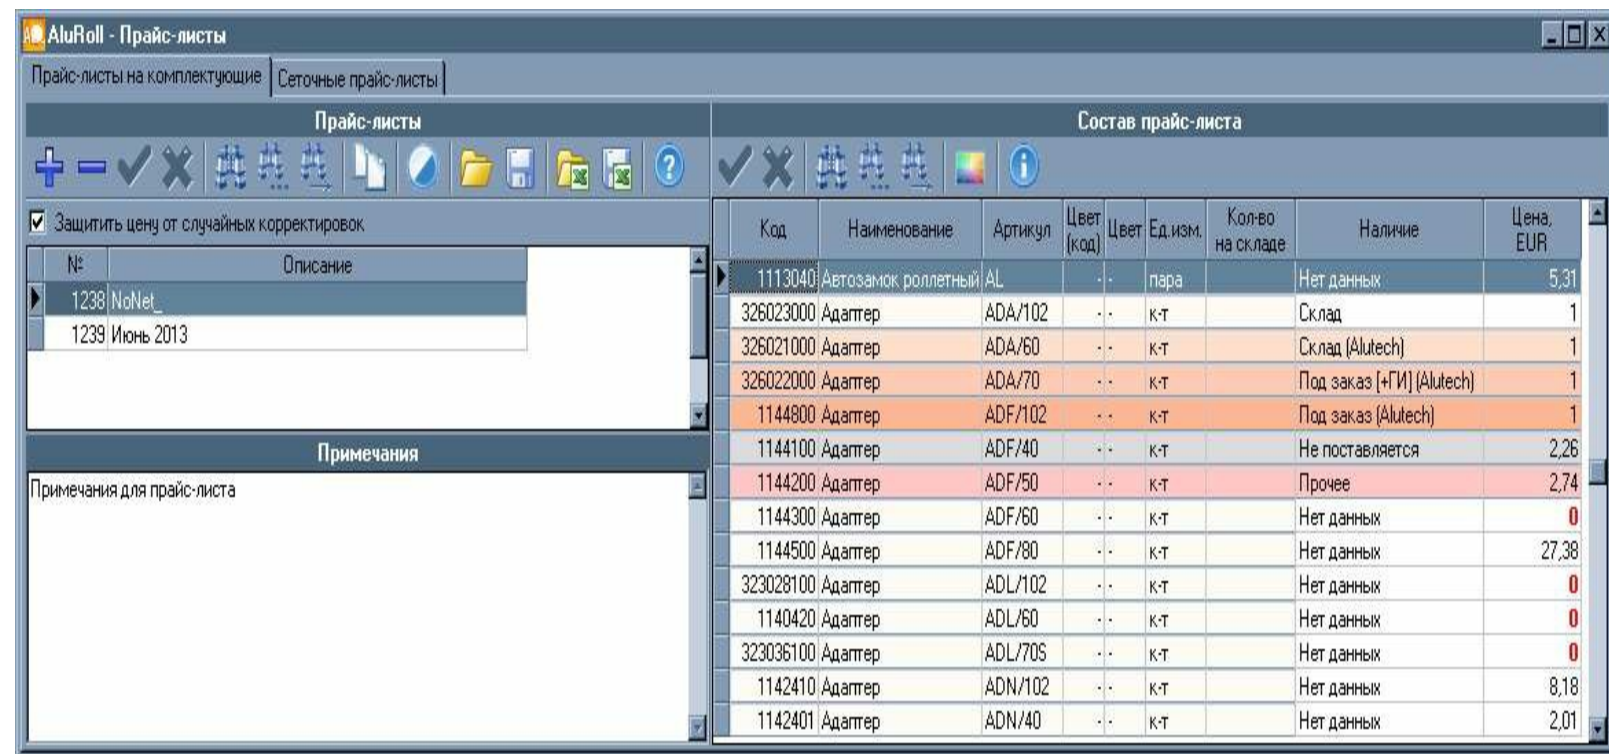 AluRoll - Прайс-листы
Прайс-листы на комплектующие Сеточные прайс-листы
Прайс-листы
Защитить цену от случайных корректировок
№ Описание
1238 NoNet_
1239 Июнь 2013
Примечания
Примечания для прайс-листа
Состав прайс-листа
Код Наименование Артикул Цвет (код) Цвет Ед.изм. Кол-во на складе Наличие Цена, EUR
1113040 Автозамок роллетный AL - - пара Нет данных 5,31
326023000 Адаптер ADA/102 - - к-т Склад 1
326021000 Адаптер ADA/60 - - к-т Склад (Alutech) 1
326022000 Адаптер ADA/70 - - к-т Под заказ [+ГИ] (Alutech) 1
1144800 Адаптер ADF/102 - - к-т Под заказ (Alutech) 1
1144100 Адаптер ADF/40 - - к-т Не поставляется 2,26
1144200 Адаптер ADF/50 - - к-т Прочее 2,74
1144300 Адаптер ADF/60 - - к-т Нет данных 0
1144500 Адаптер ADF/80 - - к-т Нет данных 27,38
323028100 Адаптер ADL/102 - - к-т Нет данных 0
1140420 Адаптер ADL/60 - - к-т Нет данных 0
323036100 Адаптер ADL/70S - - к-т Нет данных 0
1142410 Адаптер ADN/102 - - к-т Нет данных 8,18
1142401 Адаптер ADN/40 - - к-т Нет данных 2,01